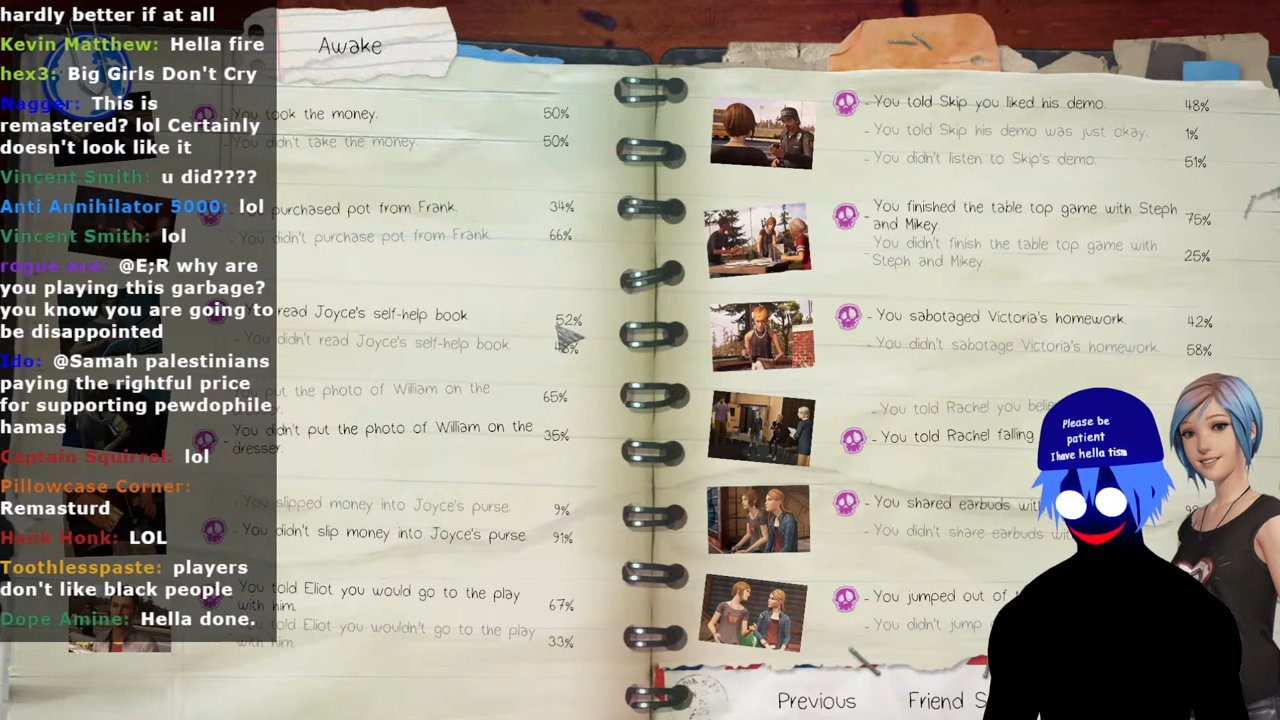 hardly better if at all
Kevin Matthew: Hella fire
hex3: Big Girls Don't Cry
Nagger: This is
remastered? lol Certainly
doesn't look like it
Vincent Smith: u did????
Anti Annihilator 5000: lol
Vincent Smith: lol
rogue ace: @E;R why are
you playing this garbage?
you know you are going to
be disappointed
Ido: @Samah palestinians
paying the rightful price
for supporting pewdophile
hamas
Captain Squirrel: lol
Pillowcase Corner:
Remasturd
Honk Honk: LOL
Toothlesspaste: players
don't like black people
Dope Amine: Hella done.
Awake
You took the money. 50%
You didn't take the money. 50%
purchased pot from Frank. 34%
You didn't purchase pot from Frank. 66%
read Joyce's self-help book. 52%
You didn't read Joyce's self-help book. 48%
put the photo of William on the 65%
You didn't put the photo of William on the 35%
dresser.
- You slipped money into Joyce's purse. 9%
- You didn't slip money into Joyce's purse. 91%
You told Eliot you would go to the play 67%
with him.
told Eliot you wouldn't go to the play 33%
with him.
- You told Skip you liked his demo. 48%
- You told Skip his demo was just okay. 1%
- You didn't listen to Skip's demo. 51%
- You finished the table top game with Steph 75%
and Mikey.
- You didn't finish the table top game with 25%
Steph and Mikey.
- You sabotaged Victoria's homework. 42%
- You didn't sabotage Victoria's homework. 58%
- You told Rachel you
- You told Rachel falling
- You shared earbuds
- You didn't share earbuds
- You jumped out of
- You didn't jump
Please be
patient
I have hella tism
Previous
Friend